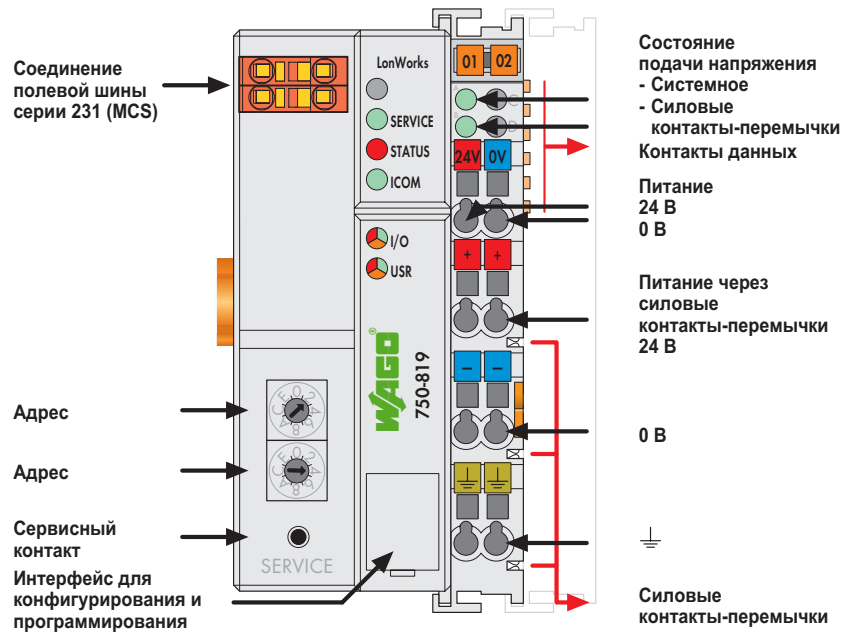 Соединение
полевой шины
серии 231 (MCS)
Адрес
Адрес
Сервисный
контакт
Интерфейс для
конфигурирования и
программирования
LonWorks
SERVICE
STATUS
ICOM
I/O
USR
WAGO®
750-819
SERVICE
01 02
A C
B D
24V 0V
+ +
– –
Состояние
подачи напряжения
- Системное
- Силовые
контакты-перемычки
Контакты данных
Питание
24 В
0 В
Питание через
силовые
контакты-перемычки
24 В
0 В
Силовые
контакты-перемычки